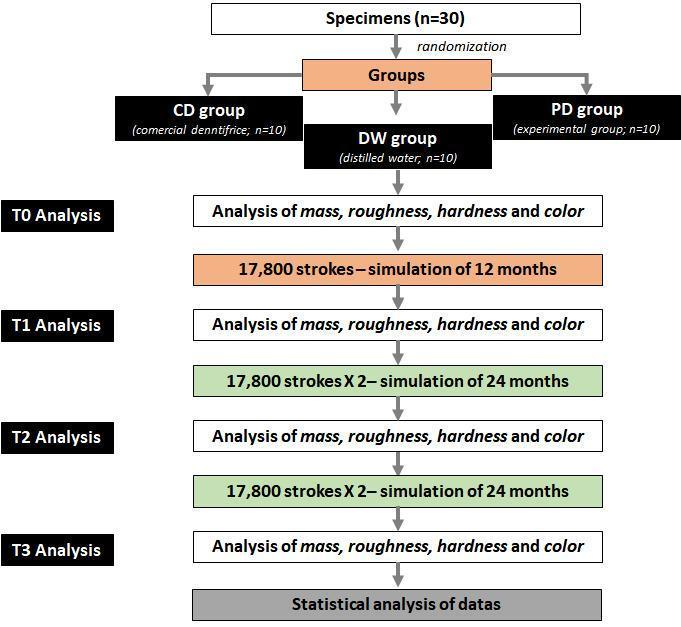 Specimens (n=30)
randomization
Groups
CD group
(comercial denntifrice; n=10)
DW group
(distilled water; n=10)
PD group
(experimental group; n=10)
T0 Analysis
Analysis of mass, roughness, hardness and color
17,800 strokes– simulation of 12 months
T1 Analysis
Analysis of mass, roughness, hardness and color
17,800 strokes X 2– simulation of 24 months
T2 Analysis
Analysis of mass, roughness, hardness and color
17,800 strokes X 2– simulation of 24 months
T3 Analysis
Analysis of mass, roughness, hardness and color
Statistical analysis of datas